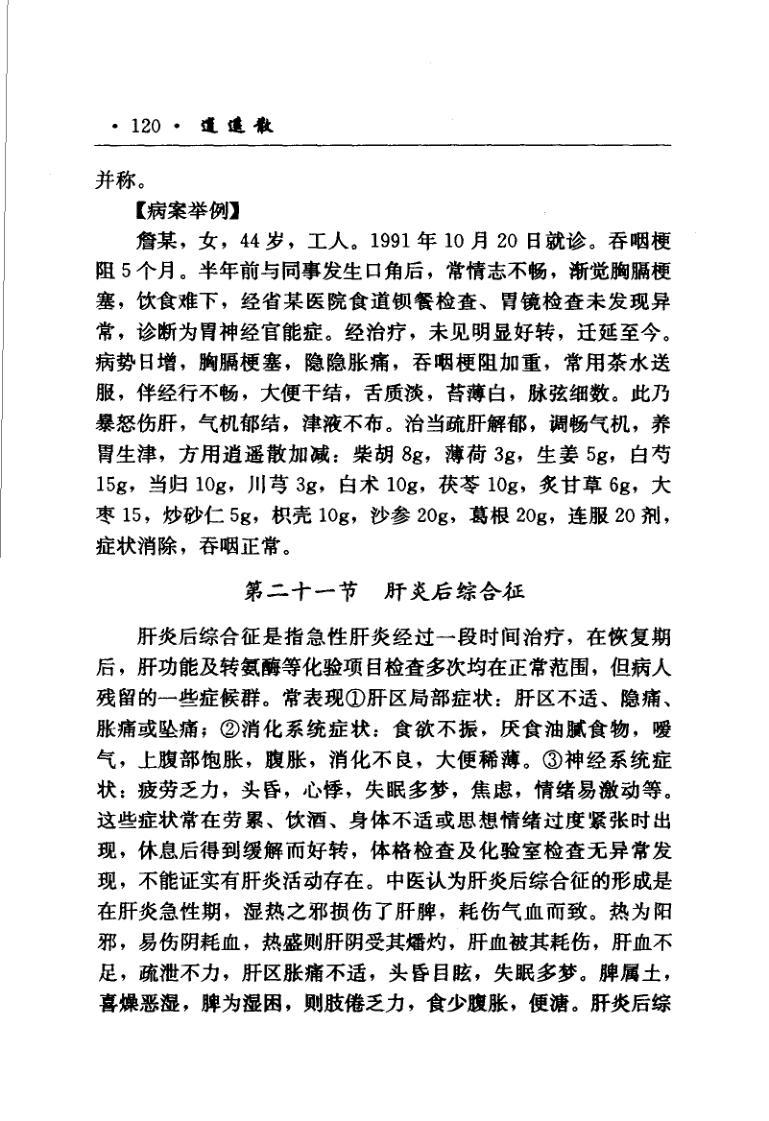 · 120 · 逍遥散
并称。
【病案举例】
詹某，女，44岁，工人。1991年10月20日就诊。吞咽梗
阻5个月。半年前与同事发生口角后，常情志不畅，渐觉胸膈梗
塞，饮食难下，经省某医院食道钡餐检查、胃镜检查未发现异
常，诊断为胃神经官能症。经治疗，未见明显好转，迁延至今。
病势日增，胸膈梗塞，隐隐胀痛，吞咽梗阻加重，常用茶水送
服，伴经行不畅，大便干结，舌质淡，苔薄白，脉弦细数。此乃
暴怒伤肝，气机郁结，津液不布。治当疏肝解郁，调畅气机，养
胃生津，方用逍遥散加减：柴胡8g，薄荷3g，生姜5g，白芍
15g，当归10g，川芎3g，白术10g，茯苓10g，炙甘草6g，大
枣15，炒砂仁5g，枳壳10g，沙参20g，葛根20g，连服20剂，
症状消除，吞咽正常。
第二十一节 肝炎后综合征
肝炎后综合征是指急性肝炎经过一段时间治疗，在恢复期
后，肝功能及转氨酶等化验项目检查多次均在正常范围，但病人
残留的一些症候群。常表现①肝区局部症状：肝区不适、隐痛、
胀痛或坠痛；②消化系统症状：食欲不振，厌食油腻食物，嗳
气，上腹部饱胀，腹胀，消化不良，大便稀薄。③神经系统症
状：疲劳乏力，头昏，心悸，失眠多梦，焦虑，情绪易激动等。
这些症状常在劳累、饮酒、身体不适或思想情绪过度紧张时出
现，休息后得到缓解而好转，体格检查及化验室检查无异常发
现，不能证实有肝炎活动存在。中医认为肝炎后综合征的形成是
在肝炎急性期，湿热之邪损伤了肝脾，耗伤气血而致。热为阳
邪，易伤阴耗血，热盛则肝阴受其燔灼，肝血被其耗伤，肝血不
足，疏泄不力，肝区胀痛不适，头昏目眩，失眠多梦。脾属土，
喜燥恶湿，脾为湿困，则肢倦乏力，食少腹胀，便溏。肝炎后综